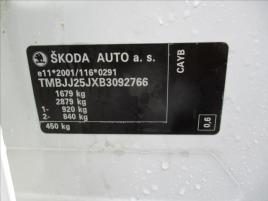 ŠKODA AUTO a. s.
e11*2001/116*0291
TMBJJ25JXB3092766
1679 kg
2879 kg
1- 920 kg
2- 840 kg
450 kg
CAYB
0,6